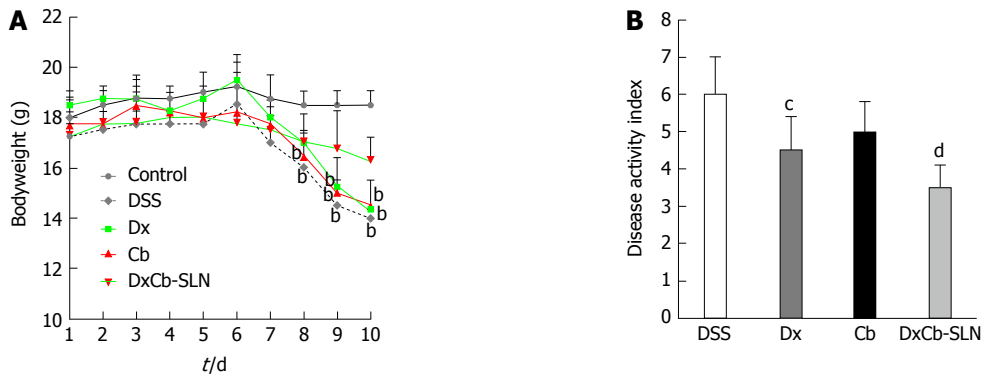 A
22
20
18
16
14
12
10
Bodyweight (g)
b
b
b
b
b
b
b
b
Control
DSS
Dx
Cb
DxCb-SLN
1 2 3 4 5 6 7 8 9 10
t/d
B
8
7
6
5
4
3
2
1
0
Disease activity index
c
d
DSS Dx Cb DxCb-SLN